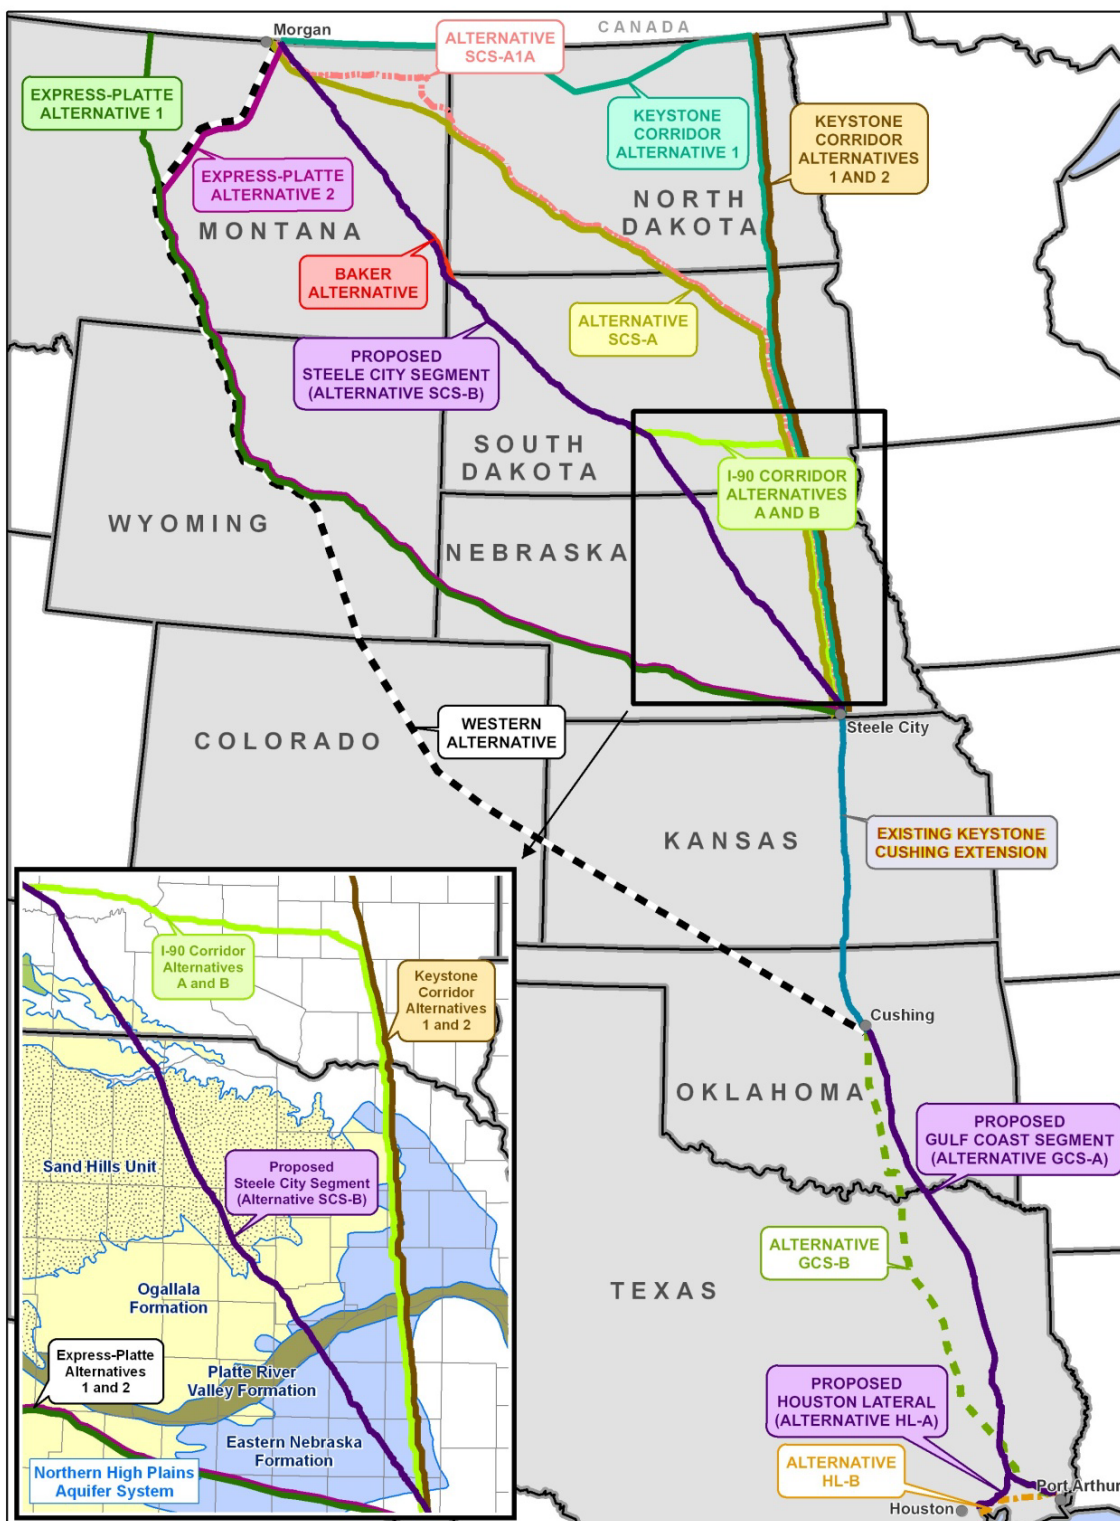 Morgan
CANADA
ALTERNATIVE
SCS-A1A
EXPRESS-PLATTE
ALTERNATIVE 1
KEYSTONE
CORRIDOR
ALTERNATIVE 1
KEYSTONE
CORRIDOR
ALTERNATIVES
1 AND 2
EXPRESS-PLATTE
ALTERNATIVE 2
MONTANA
NORTH
DAKOTA
BAKER
ALTERNATIVE
ALTERNATIVE
SCS-A
PROPOSED
STEELE CITY SEGMENT
(ALTERNATIVE SCS-B)
SOUTH
DAKOTA
I-90 CORRIDOR
ALTERNATIVES
A AND B
WYOMING
NEBRASKA
WESTERN
ALTERNATIVE
Steele City
COLORADO
KANSAS
EXISTING KEYSTONE
CUSHING EXTENSION
I-90 Corridor
Alternatives
A and B
Keystone
Corridor
Alternatives
1 and 2
Sand Hills Unit
Proposed
Steele City Segment
(Alternative SCS-B)
Ogallala
Formation
Express-Platte
Alternatives
1 and 2
Platte River
Valley Formation
Eastern Nebraska
Formation
Northern High Plains
Aquifer System
Cushing
OKLAHOMA
PROPOSED
GULF COAST SEGMENT
(ALTERNATIVE GCS-A)
ALTERNATIVE
GCS-B
TEXAS
PROPOSED
HOUSTON LATERAL
(ALTERNATIVE HL-A)
ALTERNATIVE
HL-B
Port Arthur
Houston